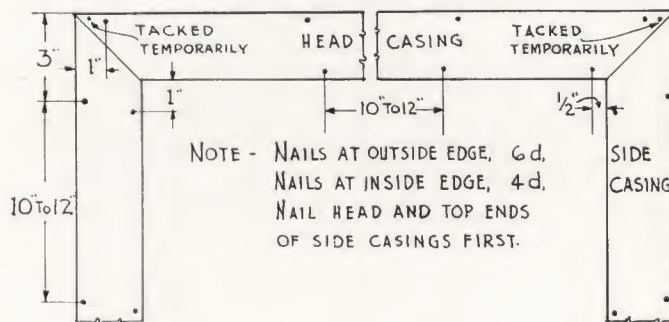 TACKED
TEMPORARILY
HEAD
CASING
TACKED
TEMPORARILY
3"
1"
1"
10" TO 12"
1/2"
10" TO 12"
NOTE - NAILS AT OUTSIDE EDGE, 6d,
NAILS AT INSIDE EDGE, 4d,
NAIL HEAD AND TOP ENDS
OF SIDE CASINGS FIRST.
SIDE
CASING